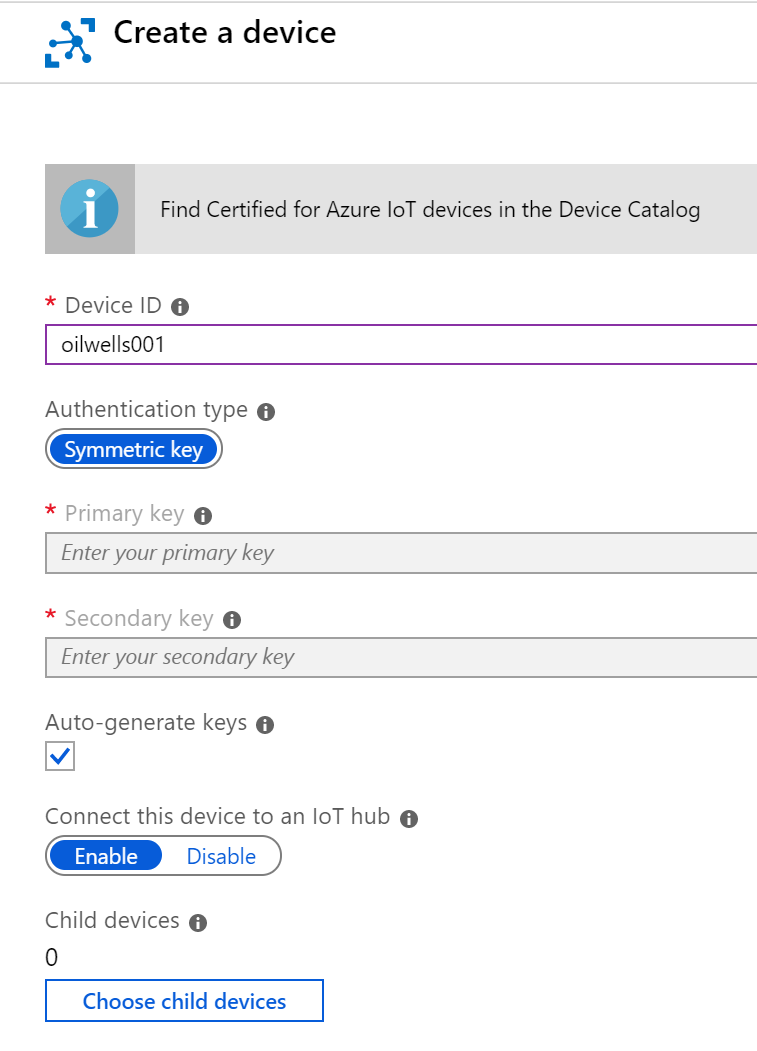 Create a device
Find Certified for Azure IoT devices in the Device Catalog
* Device ID
oilwells001
Authentication type
Symmetric key
* Primary key
Enter your primary key
* Secondary key
Enter your secondary key
Auto-generate keys
Connect this device to an IoT hub
Enable Disable
Child devices
0
Choose child devices